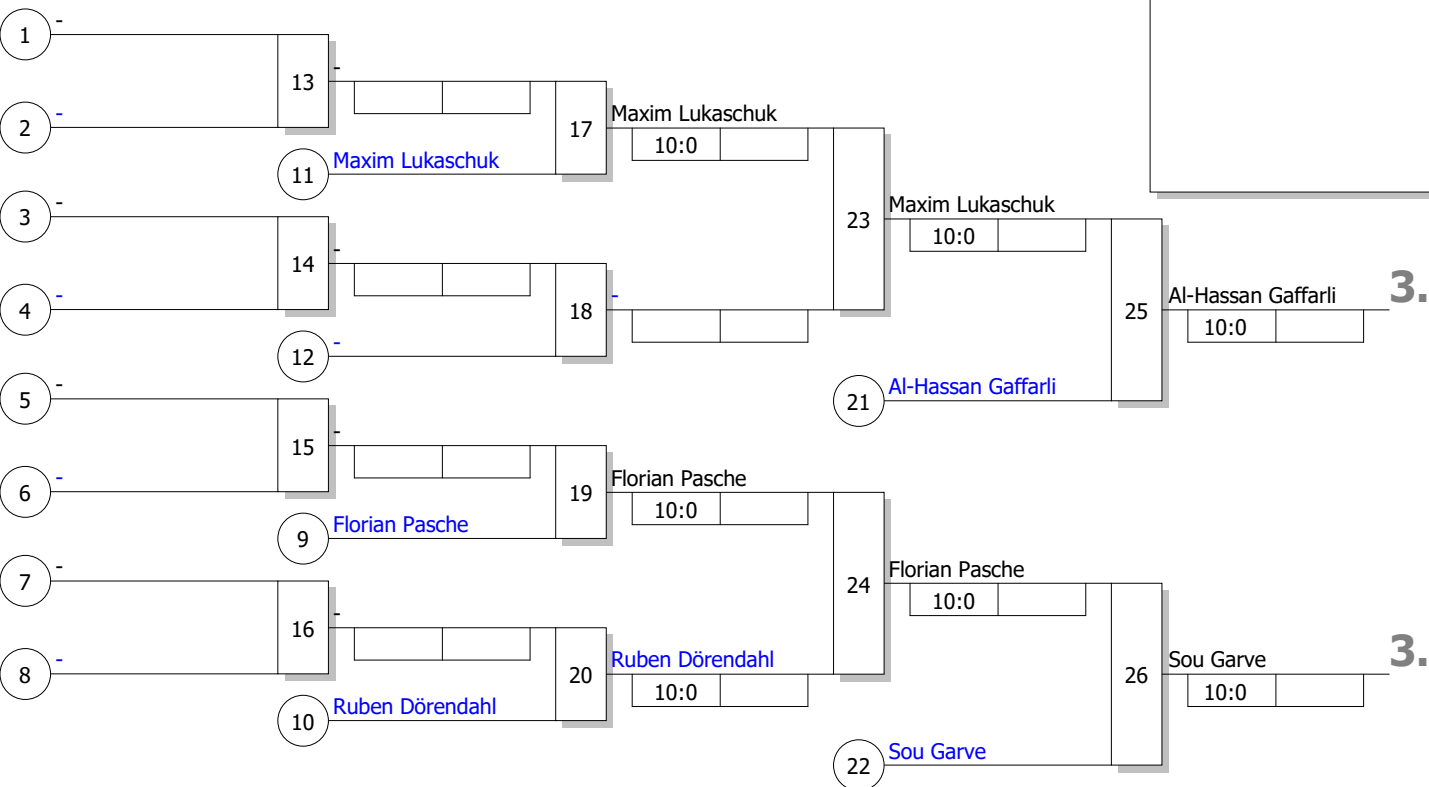 1 -
13 -
2 -
17 Maxim Lukaschuk
10:0
11 Maxim Lukaschuk
3 -
23 Maxim Lukaschuk
10:0
14 -
4 -
18 -
12 -
25 Al-Hassan Gaffarli 3.
10:0
21 Al-Hassan Gaffarli
5 -
15 -
6 -
19 Florian Pasche
10:0
9 Florian Pasche
7 -
24 Florian Pasche
10:0
16 -
8 -
20 Ruben Dörendahl
10:0
10 Ruben Dörendahl
26 Sou Garve 3.
10:0
22 Sou Garve